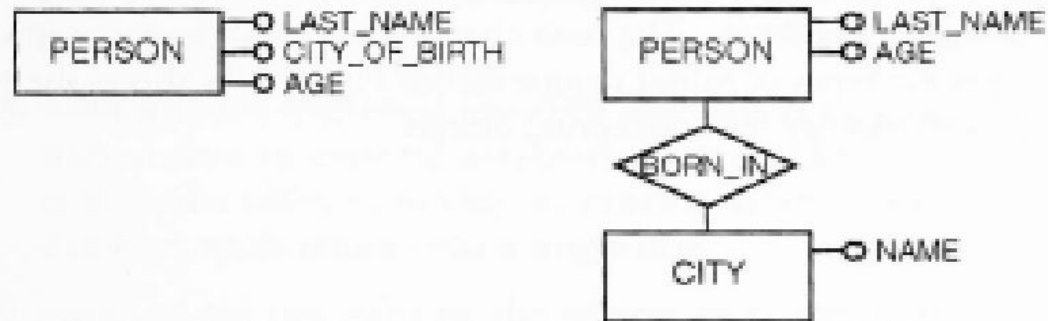 PERSON
LAST_NAME
CITY_OF_BIRTH
AGE
PERSON
LAST_NAME
AGE
BORN_IN
CITY
NAME